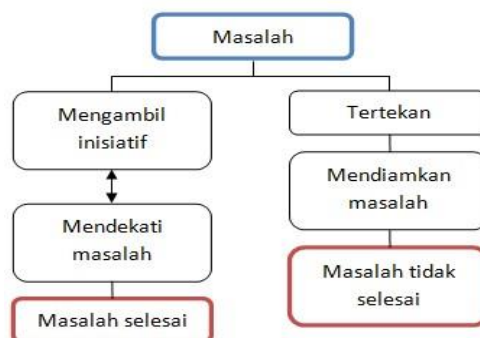 Masalah
Mengambil
inisiatif
Mendekati
masalah
Masalah selesai
Tertekan
Mendiamkan
masalah
Masalah tidak
selesai